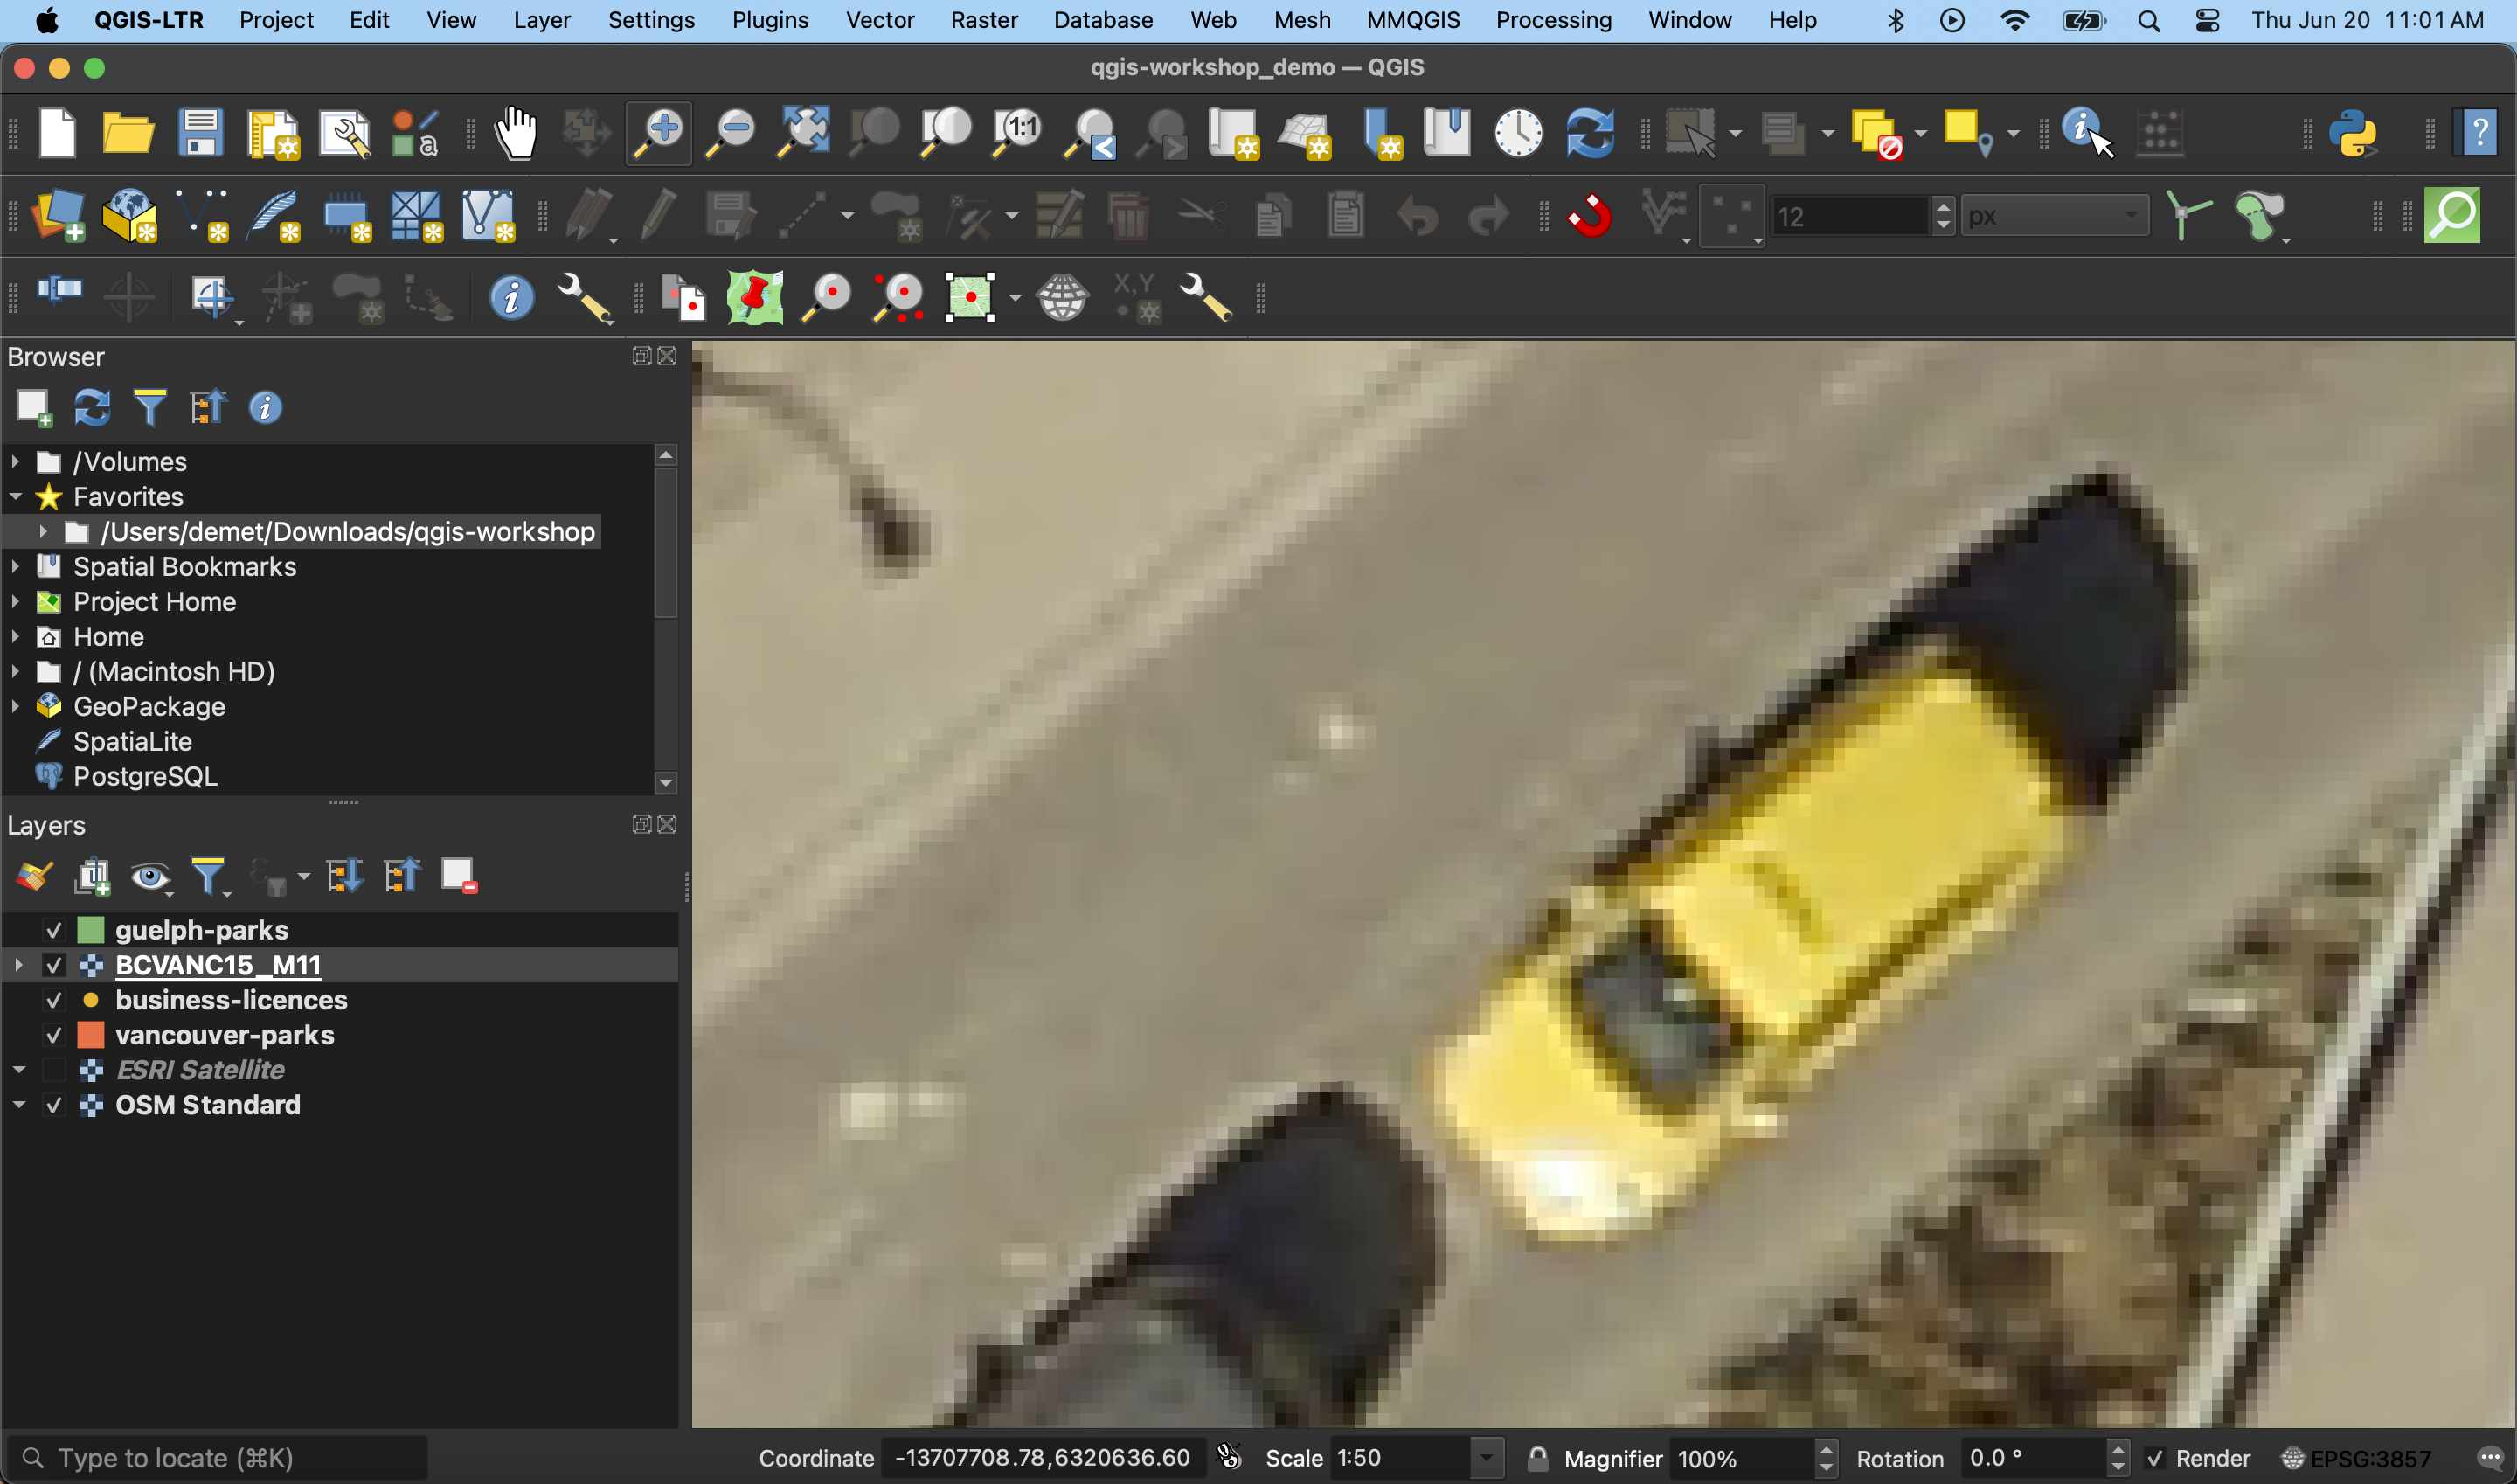 QGIS-LTR Project Edit View Layer Settings Plugins Vector Raster Database Web Mesh MMQGIS Processing Window Help Thu Jun 20 11:01 AM
qgis-workshop_demo — QGIS
1:1
a
?
12 px
X,Y
Browser
/Volumes
Favorites
/Users/demet/Downloads/qgis-workshop
Spatial Bookmarks
Project Home
Home
/ (Macintosh HD)
GeoPackage
SpatiaLite
PostgreSQL
Layers
guelph-parks
BCVANC15_M11
business-licences
vancouver-parks
ESRI Satellite
OSM Standard
Type to locate (⌘K) Coordinate -13707708.78,6320636.60 Scale 1:50 Magnifier 100% Rotation 0.0 ° Render EPSG:3857